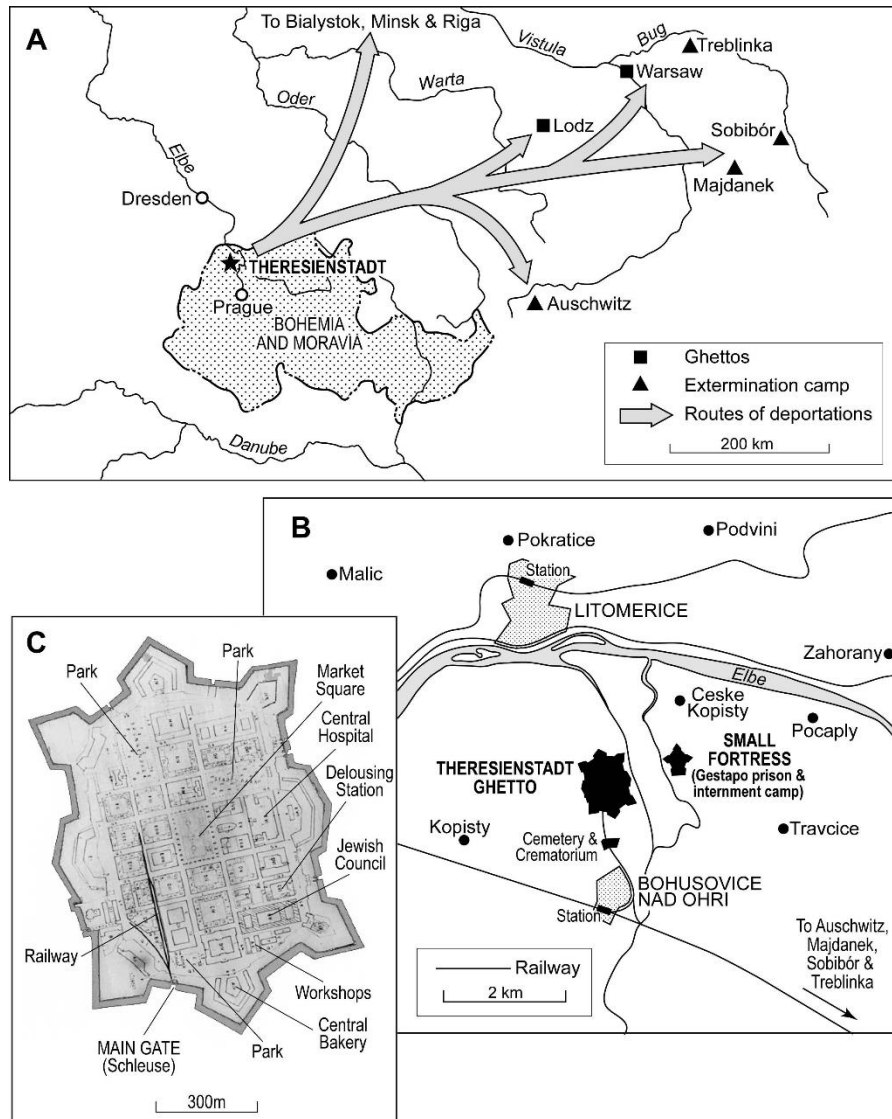 A
To Bialystok, Minsk & Riga
Vistula
Bug
Treblinka
Warsaw
Warta
Oder
Lodz
Sobibór
Elbe
Majdanek
Dresden
THERESIENSTADT
Prague
Auschwitz
BOHEMIA
AND MORAVIA
Danube
Ghettos
Extermination camp
Routes of deportations
200 km
B
Pokratice
Podvini
Malic
Station
LITOMERICE
Zahorany
Elbe
Ceske
Kopisty
Pocaply
THERESIENSTADT
GHETTO
SMALL
FORTRESS
(Gestapo prison &
internment camp)
Kopisty
Travcice
Cemetery &
Crematorium
BOHUSOVICE
NAD OHRI
Station
To Auschwitz,
Majdanek,
Sobibór &
Treblinka
Railway
2 km
C
Park
Park
Market
Square
Central
Hospital
Delousing
Station
Jewish
Council
Railway
Workshops
Central
Bakery
Park
MAIN GATE
(Schleuse)
300m